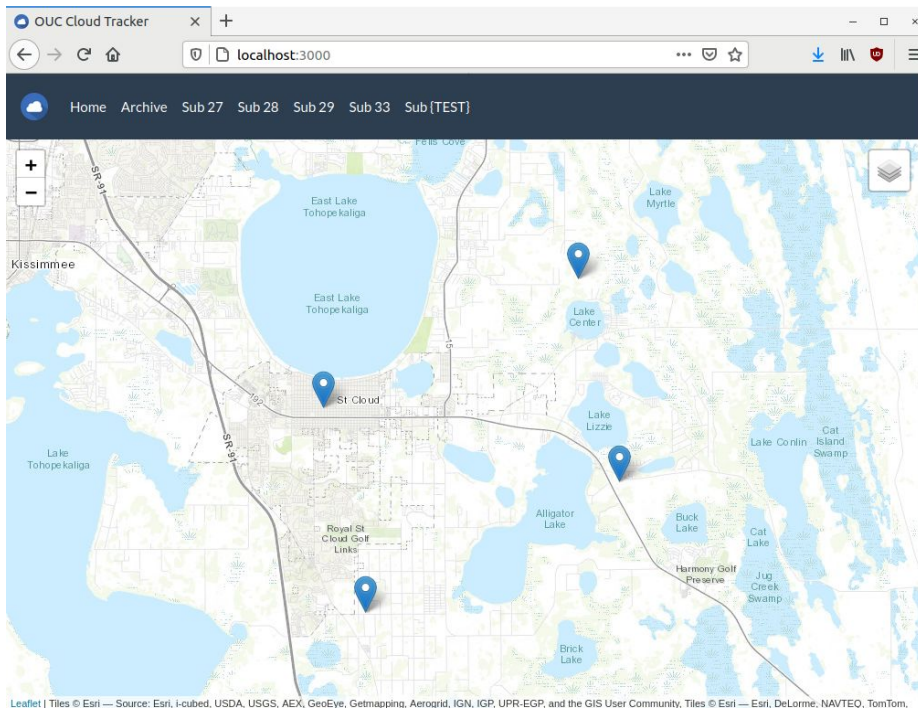 OUC Cloud Tracker
localhost:3000
Home Archive Sub 27 Sub 28 Sub 29 Sub 33 Sub {TEST}
+
−
Fells Cove
SR-91
East Lake
Tohopekaliga
Lake
Myrtle
Kissimmee
East Lake
Tohopekaliga
Lake
Center
15
192
St Cloud
Lake
Lizzie
SR-91
Lake
Tohopekaliga
Lake Conlin
Cat
Island
Swamp
Alligator
Lake
Buck
Lake
Royal St
Cloud Golf
Links
Cat
Lake
Harmony Golf
Preserve
Jug
Creek
Swamp
Brick
Lake
Leaflet | Tiles © Esri — Source: Esri, i-cubed, USDA, USGS, AEX, GeoEye, Getmapping, Aerogrid, IGN, IGP, UPR-EGP, and the GIS User Community, Tiles © Esri — Esri, DeLorme, NAVTEQ, TomTom,